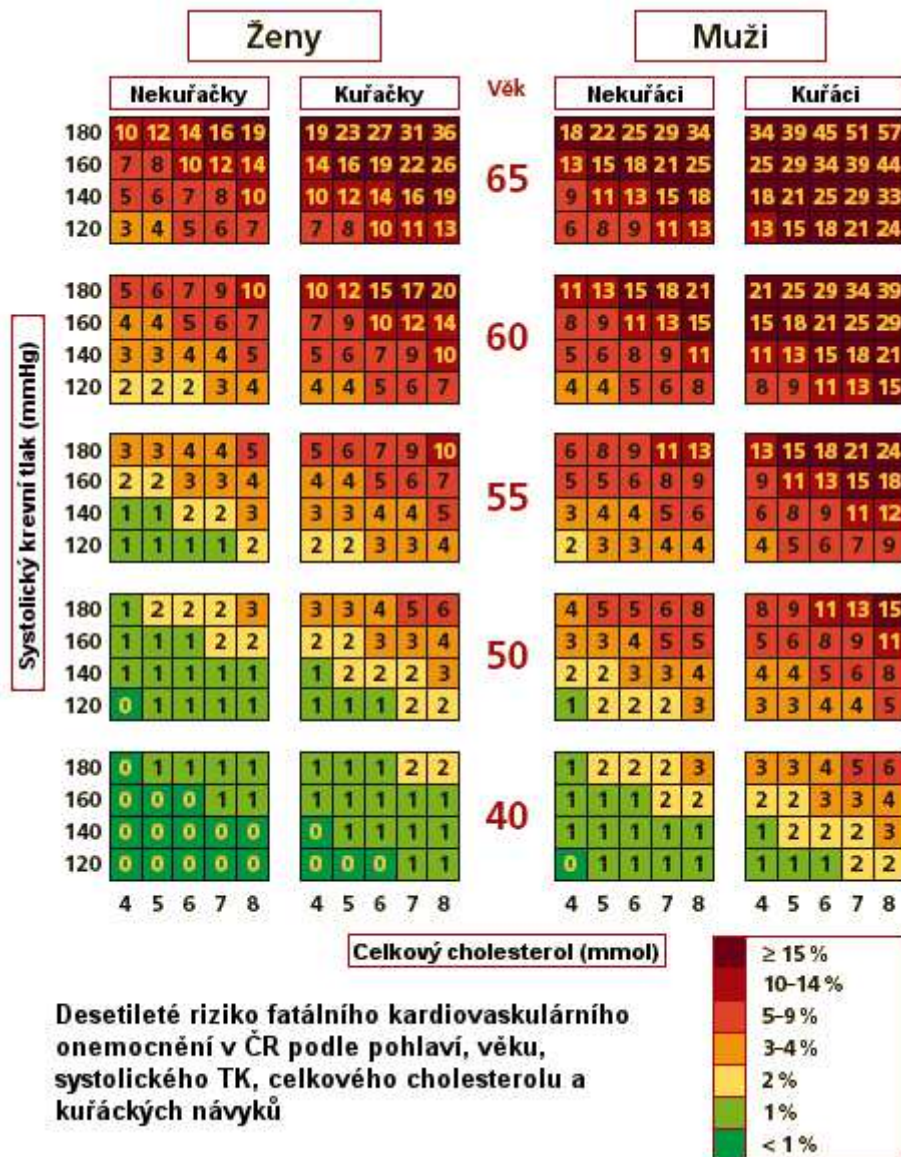 Ženy Muži
Nekuřačky Kuřačky Věk Nekuřáci Kuřáci
180 10 12 14 16 19 19 23 27 31 36 18 22 25 29 34 34 39 45 51 57
160 7 8 10 12 14 14 16 19 22 26 13 15 18 21 25 25 29 34 39 44
65
140 5 6 7 8 10 10 12 14 16 19 9 11 13 15 18 18 21 25 29 33
120 3 4 5 6 7 7 8 10 11 13 6 8 9 11 13 13 15 18 21 24
180 5 6 7 9 10 10 12 15 17 20 11 13 15 18 21 21 25 29 34 39
160 4 4 5 6 7 7 9 10 12 14 8 9 11 13 15 15 18 21 25 29
60
140 3 3 4 4 5 5 6 7 9 10 5 6 8 9 11 11 13 15 18 21
120 2 2 2 3 4 4 4 5 6 7 4 4 5 6 8 8 9 11 13 15
Systolický krevní tlak (mmHg)
180 3 3 4 4 5 5 6 7 9 10 6 8 9 11 13 13 15 18 21 24
160 2 2 3 3 4 4 4 5 6 7 5 5 6 8 9 9 11 13 15 18
55
140 1 1 2 2 3 3 3 4 4 5 3 4 4 5 6 6 8 9 11 12
120 1 1 1 1 2 2 2 3 3 4 2 3 3 4 4 4 5 6 7 9
180 1 2 2 2 3 3 3 4 5 6 4 5 5 6 8 8 9 11 13 15
160 1 1 1 2 2 2 2 3 3 4 3 3 4 5 5 5 6 8 9 11
50
140 1 1 1 1 1 1 2 2 2 3 2 2 3 3 4 4 4 5 6 8
120 0 1 1 1 1 1 1 1 2 2 1 2 2 2 3 3 3 4 4 5
180 0 1 1 1 1 1 1 1 2 2 1 2 2 2 3 3 3 4 5 6
160 0 0 0 1 1 1 1 1 1 1 1 1 1 2 2 2 2 3 3 4
40
140 0 0 0 0 0 0 1 1 1 1 1 1 1 1 1 1 2 2 2 3
120 0 0 0 0 0 0 0 0 1 1 0 1 1 1 1 1 1 1 2 2
4 5 6 7 8 4 5 6 7 8 4 5 6 7 8 4 5 6 7 8
Celkový cholesterol (mmol)
≥ 15 %
10–14 %
5–9 %
3–4 %
2 %
1 %
< 1 %
Desetileté riziko fatálního kardiovaskulárního
onemocnění v ČR podle pohlaví, věku,
systolického TK, celkového cholesterolu a
kuřáckých návyků